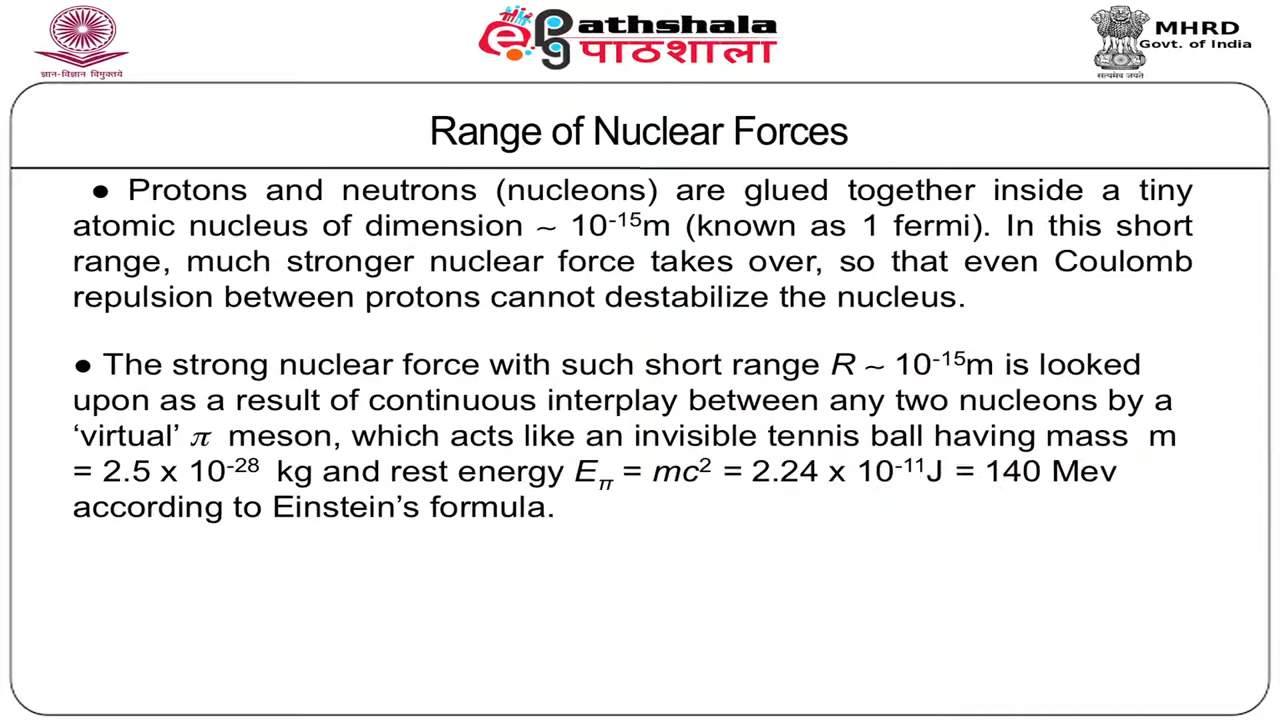 ज्ञान-विज्ञान विमुक्तये
Pathshala
पाठशाला
MHRD
Govt. of India
सत्यमेव जयते
Range of Nuclear Forces
● Protons and neutrons (nucleons) are glued together inside a tiny
atomic nucleus of dimension ~ 10⁻¹⁵m (known as 1 fermi). In this short
range, much stronger nuclear force takes over, so that even Coulomb
repulsion between protons cannot destabilize the nucleus.
● The strong nuclear force with such short range R ~ 10⁻¹⁵m is looked
upon as a result of continuous interplay between any two nucleons by a
‘virtual’ π meson, which acts like an invisible tennis ball having mass m
= 2.5 x 10⁻²⁸ kg and rest energy Eπ = mc² = 2.24 x 10⁻¹¹J = 140 Mev
according to Einstein’s formula.